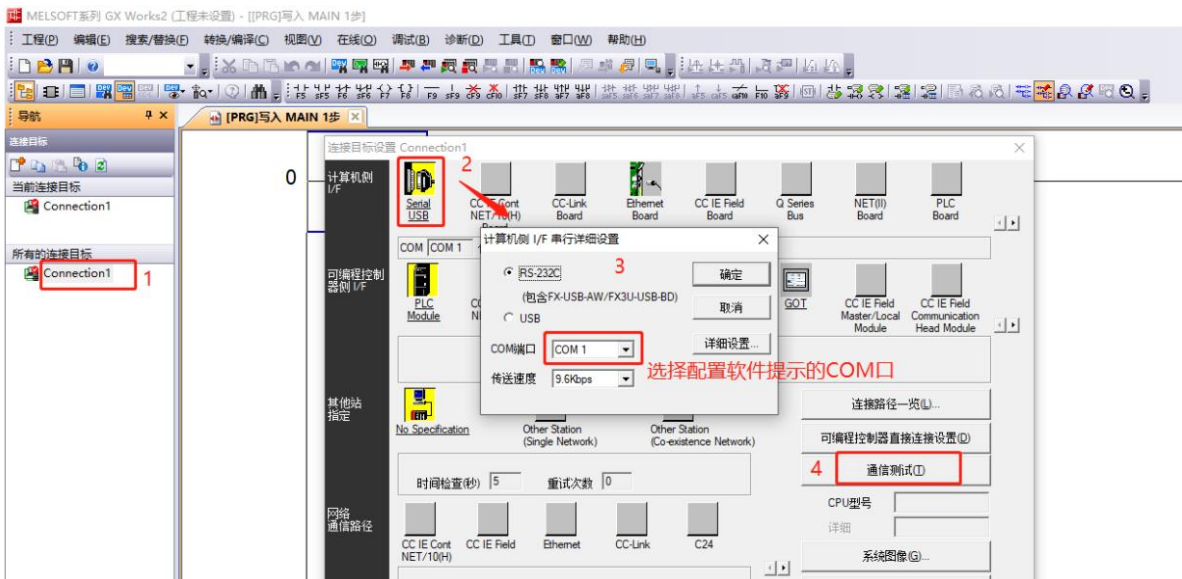 MELSOFT系列 GX Works2 (工程未设置) - [[PRG]写入 MAIN 1步]
工程(P) 编辑(E) 搜索/替换(F) 转换/编译(C) 视图(V) 在线(O) 调试(B) 诊断(D) 工具(T) 窗口(W) 帮助(H)
导航
[PRG]写入 MAIN 1步
连接目标
当前连接目标
Connection1
所有的连接目标
Connection1
1
0
连接目标设置 Connection1
计算机侧
I/F
Serial
USB
2
CC IE Cont
NET/10(H)
Board
CC-Link
Board
Ethernet
Board
CC IE Field
Board
Q Series
Bus
NET(II)
Board
PLC
Board
COM COM 1
可编程控制
器侧 I/F
PLC
Module
GOT
CC IE Field
Master/Local
Module
CC IE Field
Communication
Head Module
计算机侧 I/F 串行详细设置
RS-232C
3
(包含FX-USB-AW/FX3U-USB-BD)
USB
COM端口 COM 1
传送速度 9.6Kbps
确定
取消
详细设置...
选择配置软件提示的COM口
其他站
指定
No Specification
Other Station
(Single Network)
Other Station
(Co-existence Network)
时间检查(秒) 5 重试次数 0
网络
通信路径
CC IE Cont
NET/10(H)
CC IE Field
Ethernet
CC-Link
C24
连接路径一览(L)...
可编程控制器直接连接设置(D)
4
通信测试(T)
CPU型号
详细
系统图像(G)...